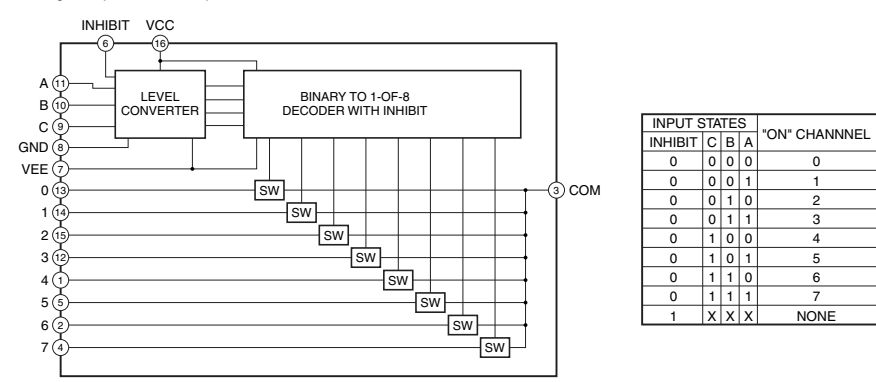 INHIBIT VCC
6 16
A 11
B 10
C 9
GND 8
VEE 7
LEVEL
CONVERTER
BINARY TO 1-OF-8
DECODER WITH INHIBIT
0 13 SW 3 COM
1 14 SW
2 15 SW
3 12 SW
4 1 SW
5 5 SW
6 2 SW
7 4 SW
INPUT STATES "ON" CHANNNEL
INHIBIT C B A
0 0 0 0 0
0 0 0 1 1
0 0 1 0 2
0 0 1 1 3
0 1 0 0 4
0 1 0 1 5
0 1 1 0 6
0 1 1 1 7
1 X X X NONE